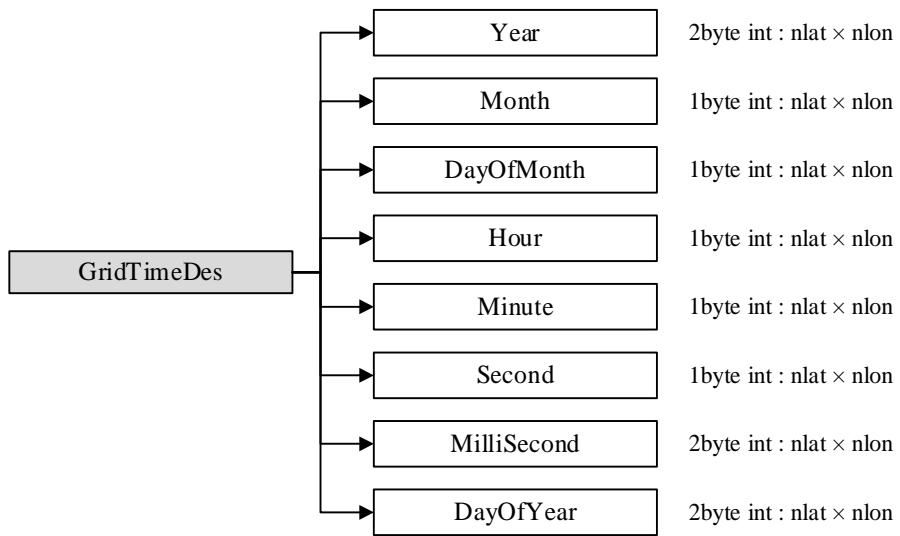 Year 2byte int : nlat × nlon
Month 1byte int : nlat × nlon
DayOfMonth 1byte int : nlat × nlon
Hour 1byte int : nlat × nlon
GridTimeDes
Minute 1byte int : nlat × nlon
Second 1byte int : nlat × nlon
MilliSecond 2byte int : nlat × nlon
DayOfYear 2byte int : nlat × nlon